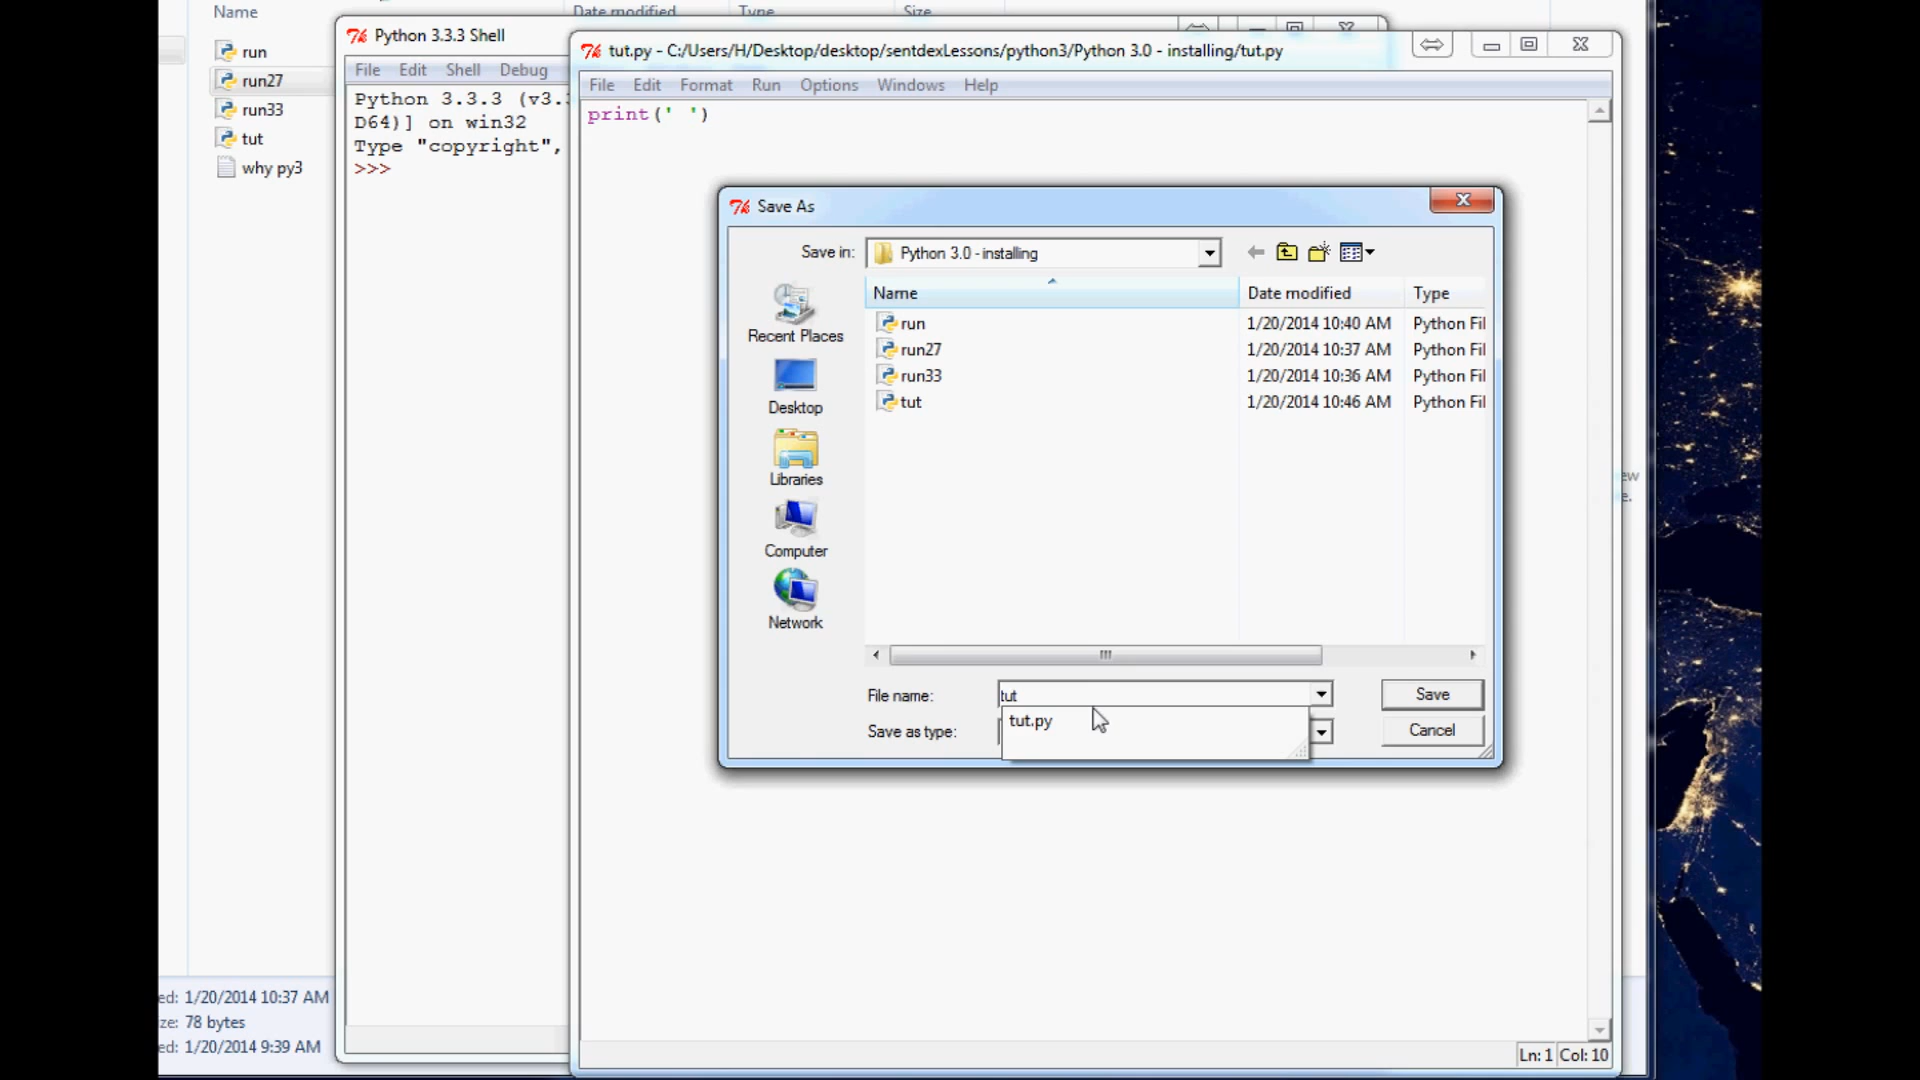 Name
Date modified
Type
Size
run
run27
run33
tut
why py3
ed: 1/20/2014 10:37 AM
ze: 78 bytes
ed: 1/20/2014 9:39 AM
Python 3.3.3 Shell
File Edit Shell Debug
Python 3.3.3 (v3.
D64)] on win32
Type "copyright",
>>>
tut.py - C:/Users/H/Desktop/desktop/sentdexLessons/python3/Python 3.0 - installing/tut.py
File Edit Format Run Options Windows Help
print(' ')
Save As
Save in: Python 3.0 - installing
Name Date modified Type
run 1/20/2014 10:40 AM Python Fil
run27 1/20/2014 10:37 AM Python Fil
run33 1/20/2014 10:36 AM Python Fil
tut 1/20/2014 10:46 AM Python Fil
Recent Places
Desktop
Libraries
Computer
Network
File name: tut Save
tut.py
Save as type: Cancel
ew
e.
Ln: 1 Col: 10